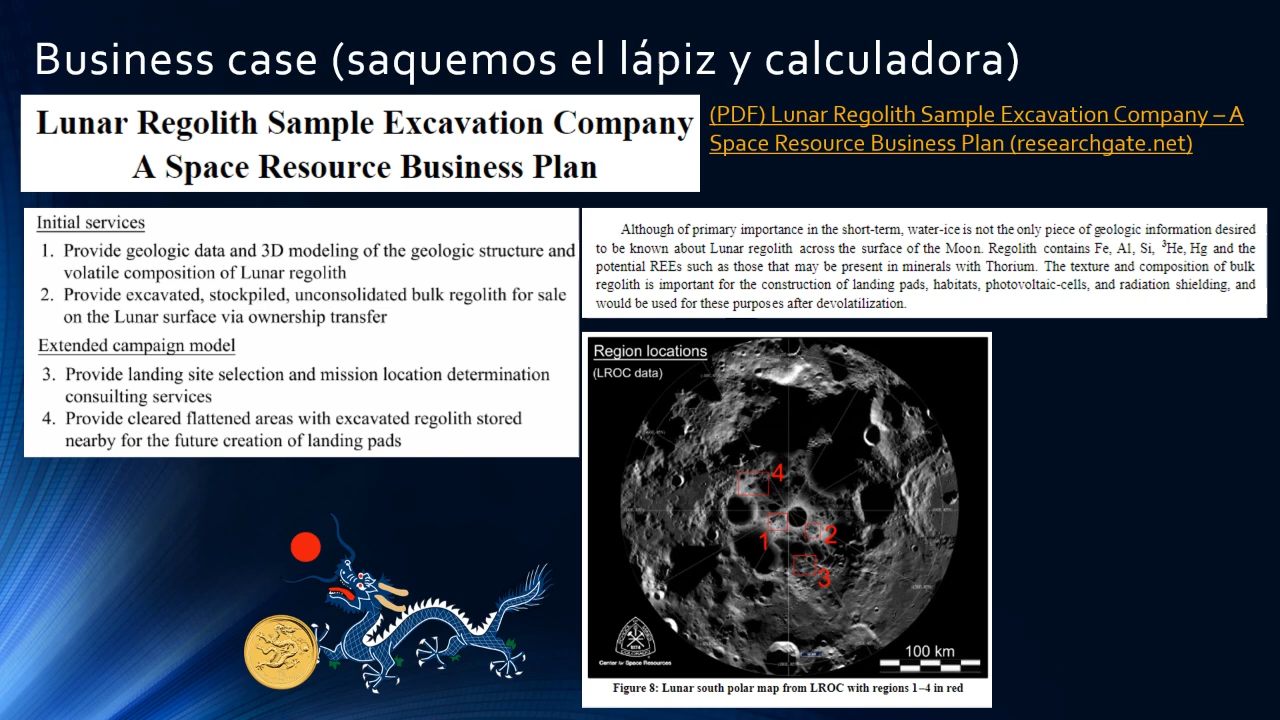 Business case (saquemos el lápiz y calculadora)
Lunar Regolith Sample Excavation Company
A Space Resource Business Plan
(PDF) Lunar Regolith Sample Excavation Company – A
Space Resource Business Plan (researchgate.net)
Initial services
1. Provide geologic data and 3D modeling of the geologic structure and
volatile composition of Lunar regolith
2. Provide excavated, stockpiled, unconsolidated bulk regolith for sale
on the Lunar surface via ownership transfer
Extended campaign model
3. Provide landing site selection and mission location determination
consuilting services
4. Provide cleared flattened areas with excavated regolith stored
nearby for the future creation of landing pads
Although of primary importance in the short-term, water-ice is not the only piece of geologic information desired
to be known about Lunar regolith across the surface of the Moon. Regolith contains Fe, Al, Si, ³He, Hg and the
potential REEs such as those that may be present in minerals with Thorium. The texture and composition of bulk
regolith is important for the construction of landing pads, habitats, photovoltaic-cells, and radiation shielding, and
would be used for these purposes after devolatilization.
Region locations
(LROC data)
4
1
2
3
1874
Center for Space Resources
100 km
Figure 8: Lunar south polar map from LROC with regions 1–4 in red